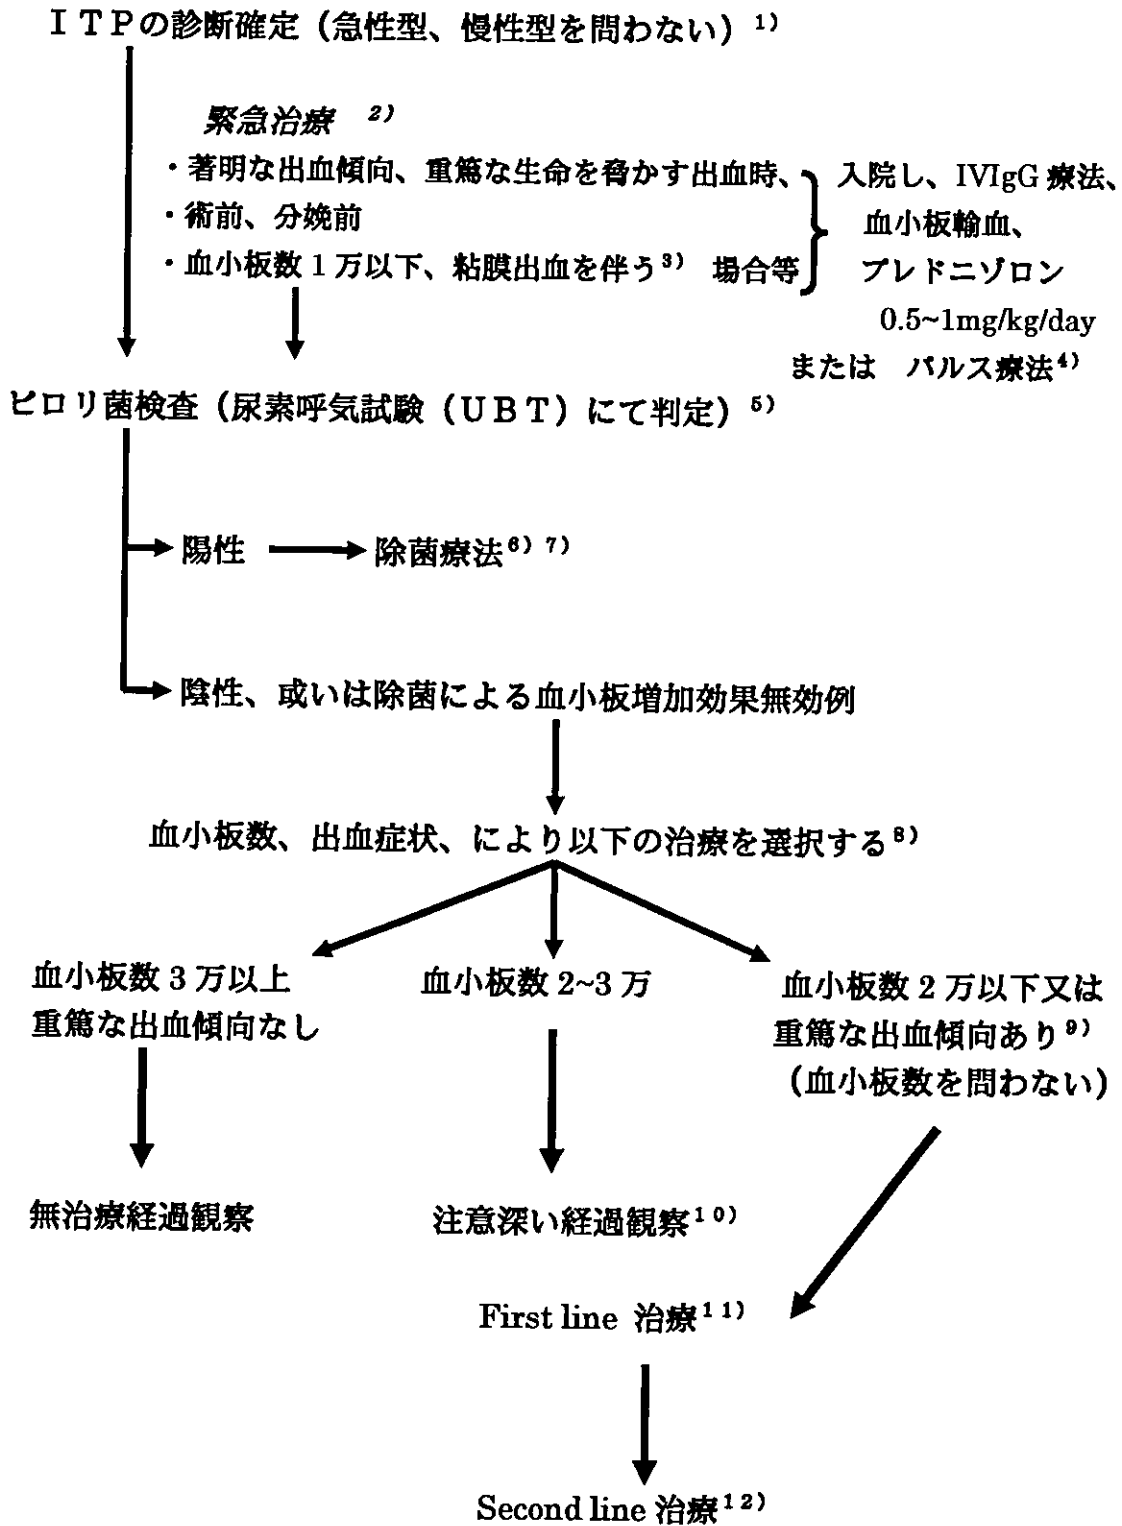 ＩＴＰの診断確定（急性型、慢性型を問わない）¹⁾
緊急治療 ²⁾
・著明な出血傾向、重篤な生命を脅かす出血時、
・術前、分娩前
・血小板数１万以下、粘膜出血を伴う³⁾ 場合等
入院し、IVIgG 療法、
血小板輸血、
プレドニゾロン
0.5~1mg/kg/day
または パルス療法⁴⁾
ピロリ菌検査（尿素呼気試験（ＵＢＴ）にて判定）⁵⁾
陽性 除菌療法⁶⁾ ⁷⁾
陰性、或いは除菌による血小板増加効果無効例
血小板数、出血症状、により以下の治療を選択する⁸⁾
血小板数 3 万以上
重篤な出血傾向なし
血小板数 2~3 万
血小板数 2 万以下又は
重篤な出血傾向あり⁹⁾
（血小板数を問わない）
無治療経過観察
注意深い経過観察¹⁰⁾
First line 治療¹¹⁾
Second line 治療¹²⁾